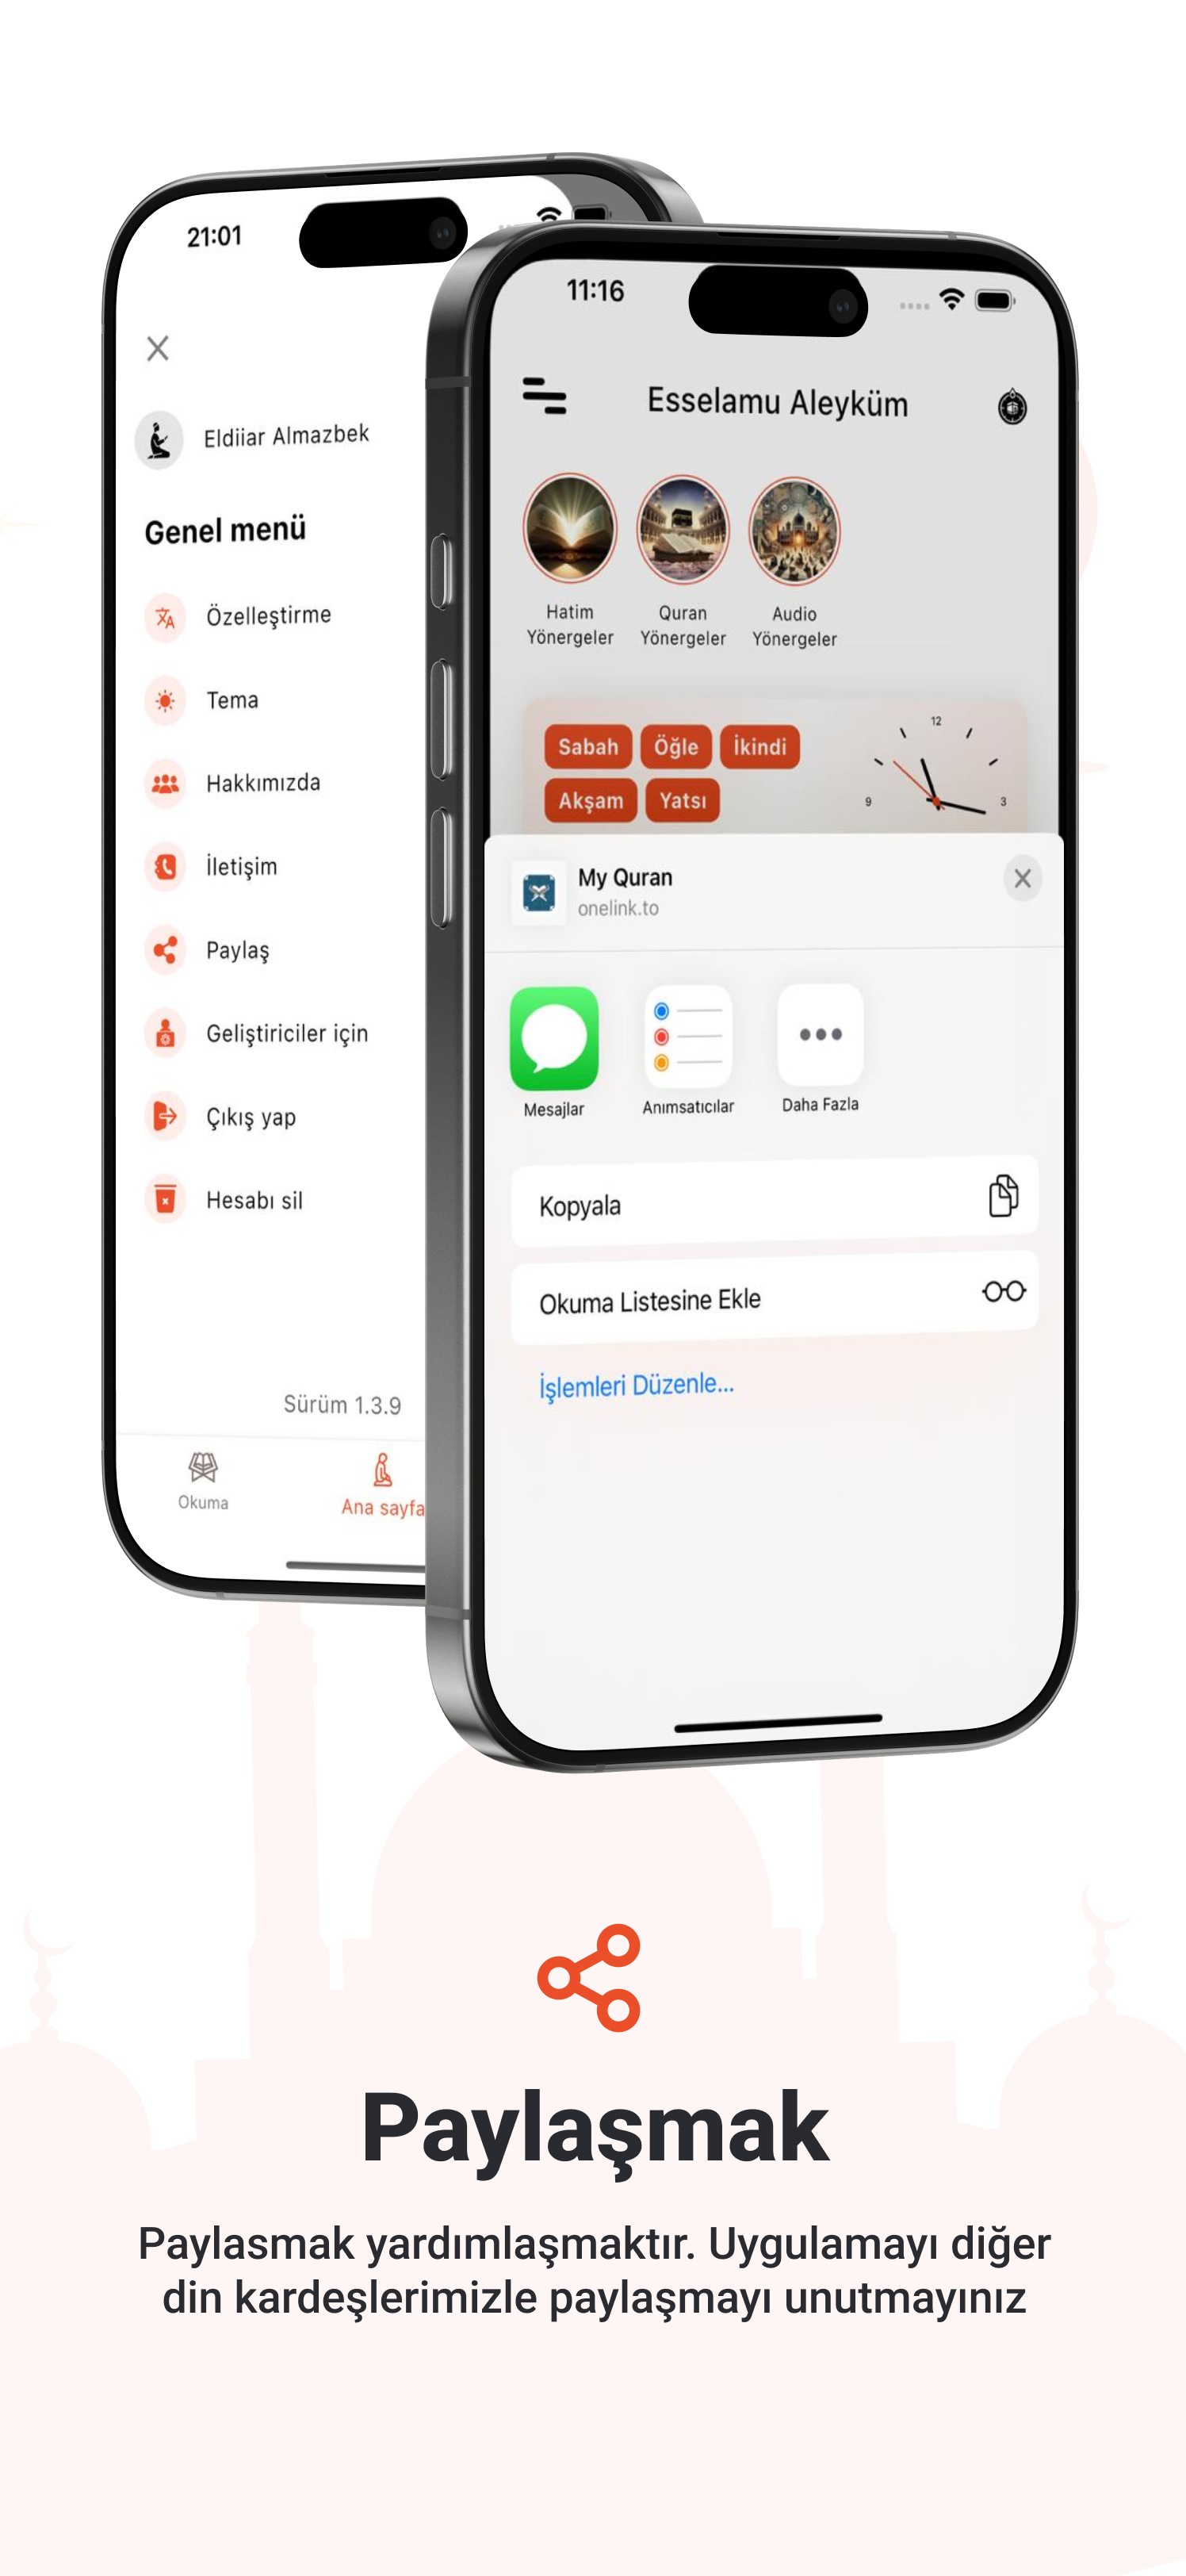 21:01
Eldiiar Almazbek
Genel menü
Özelleştirme
Tema
Hakkımızda
İletişim
Paylaş
Geliştiriciler için
Çıkış yap
Hesabı sil
Sürüm 1.3.9
Okuma
Ana sayfa
11:16
Esselamu Aleyküm
Hatim
Yönergeler
Quran
Yönergeler
Audio
Yönergeler
Sabah
Öğle
İkindi
Akşam
Yatsı
12
9
3
My Quran
onelink.to
Mesajlar
Anımsatıcılar
Daha Fazla
Kopyala
Okuma Listesine Ekle
İşlemleri Düzenle...
Paylaşmak
Paylasmak yardımlaşmaktır. Uygulamayı diğer
din kardeşlerimizle paylaşmayı unutmayınız